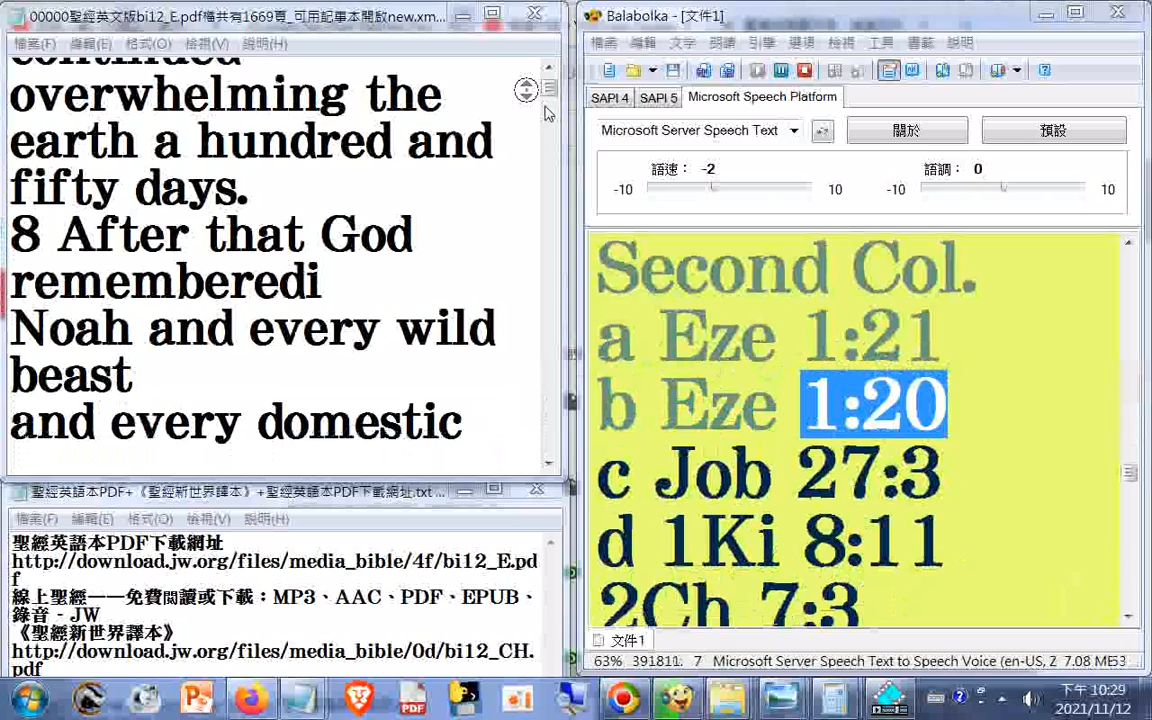 00000聖經英文版bi12_E.pdf檔共有1669頁_可用記事本開啟new.xm...
檔案(F) 編輯(E) 格式(O) 檢視(V) 說明(H)
continued
overwhelming the
earth a hundred and
fifty days.
8 After that God
rememberedi
Noah and every wild
beast
and every domestic
聖經英語本PDF+《聖經新世界譯本》+聖經英語本PDF下載網址.txt ...
檔案(F) 編輯(E) 格式(O) 檢視(V) 說明(H)
聖經英語本PDF下載網址
http://download.jw.org/files/media_bible/4f/bi12_E.pd
f
線上聖經——免費閱讀或下載：MP3、AAC、PDF、EPUB、
錄音 - JW
《聖經新世界譯本》
http://download.jw.org/files/media_bible/0d/bi12_CH.
pdf
Balabolka - [文件1]
檔案 編輯 文字 朗讀 引擎 選項 檢視 工具 書籤 說明
SAPI 4 SAPI 5 Microsoft Speech Platform
Microsoft Server Speech Text 關於 預設
語速： -2 語調： 0
-10 10 -10 10
Second Col.
a Eze 1:21
b Eze 1:20
c Job 27:3
d 1Ki 8:11
2Ch 7:3
文件1
63% 391811. 7 Microsoft Server Speech Text to Speech Voice (en-US, Z 7.08 ME53
PDF
下午 10:29
2021/11/12